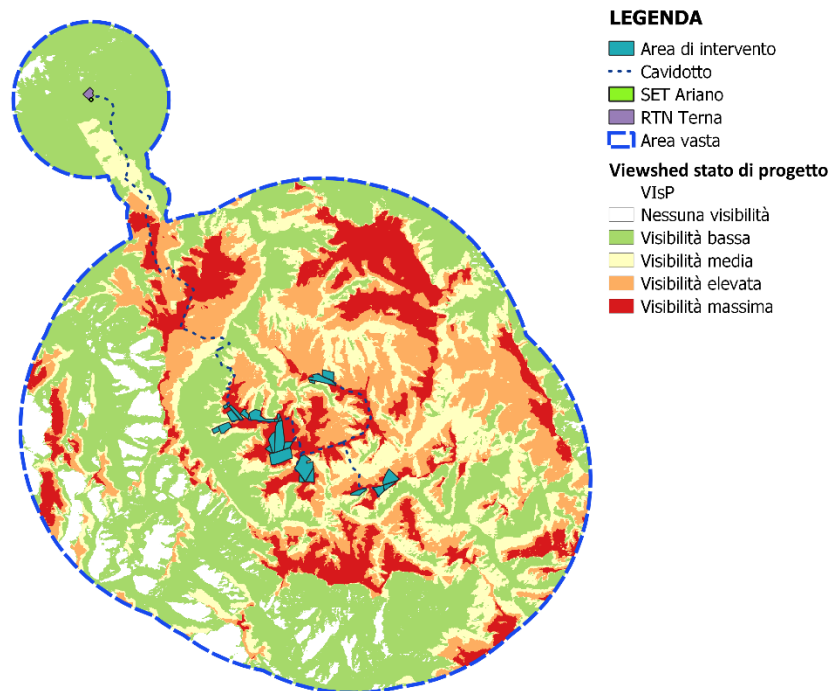 LEGENDA
Area di intervento
Cavidotto
SET Ariano
RTN Terna
Area vasta
Viewshed stato di progetto
VIsP
Nessuna visibilità
Visibilità bassa
Visibilità media
Visibilità elevata
Visibilità massima